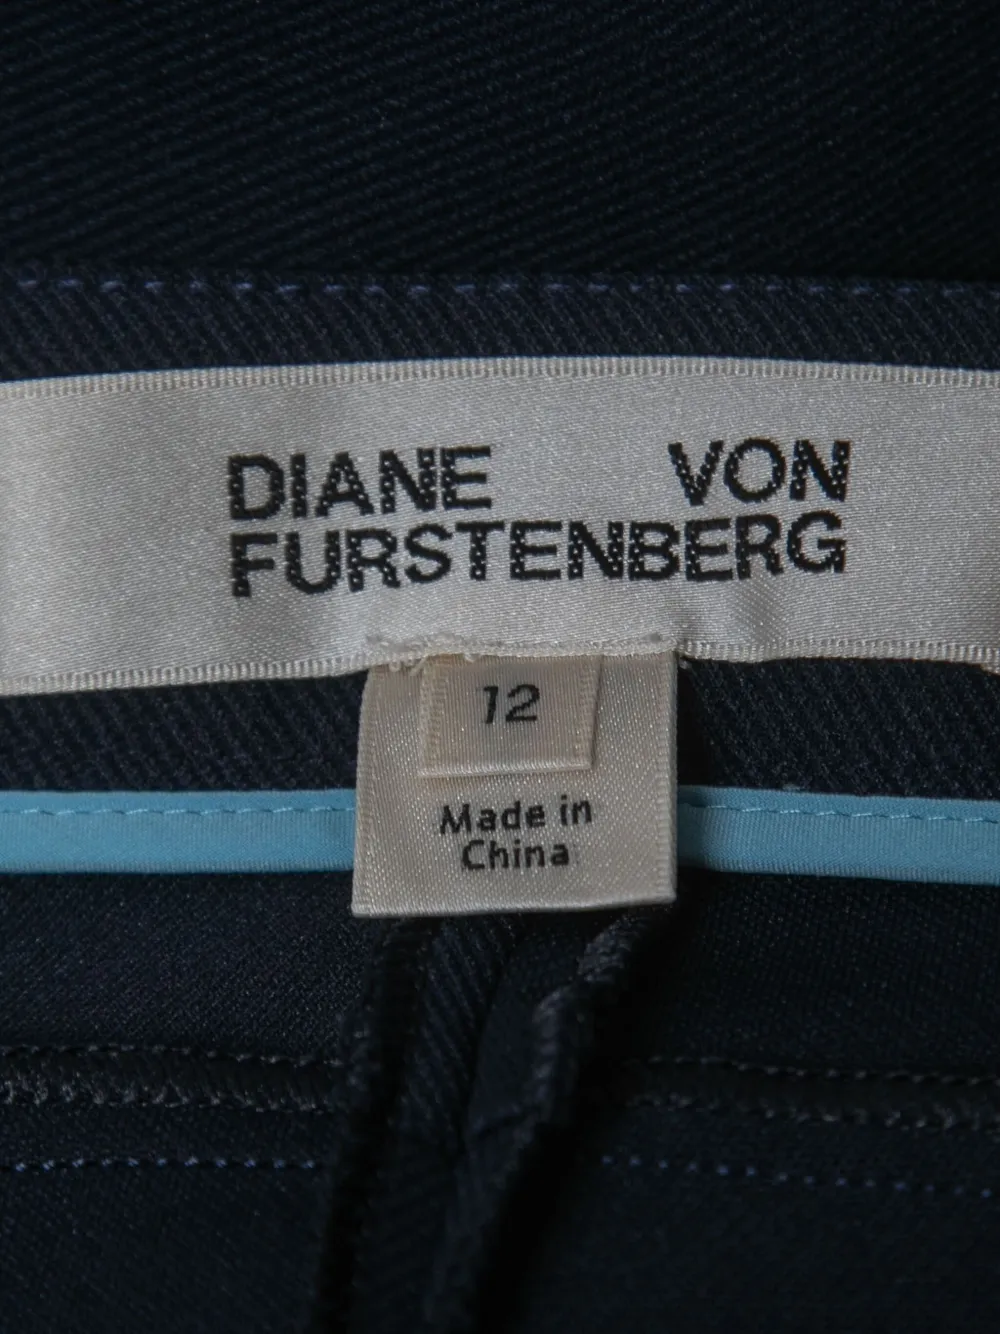 DIANE VON
FURSTENBERG
12
Made in
China